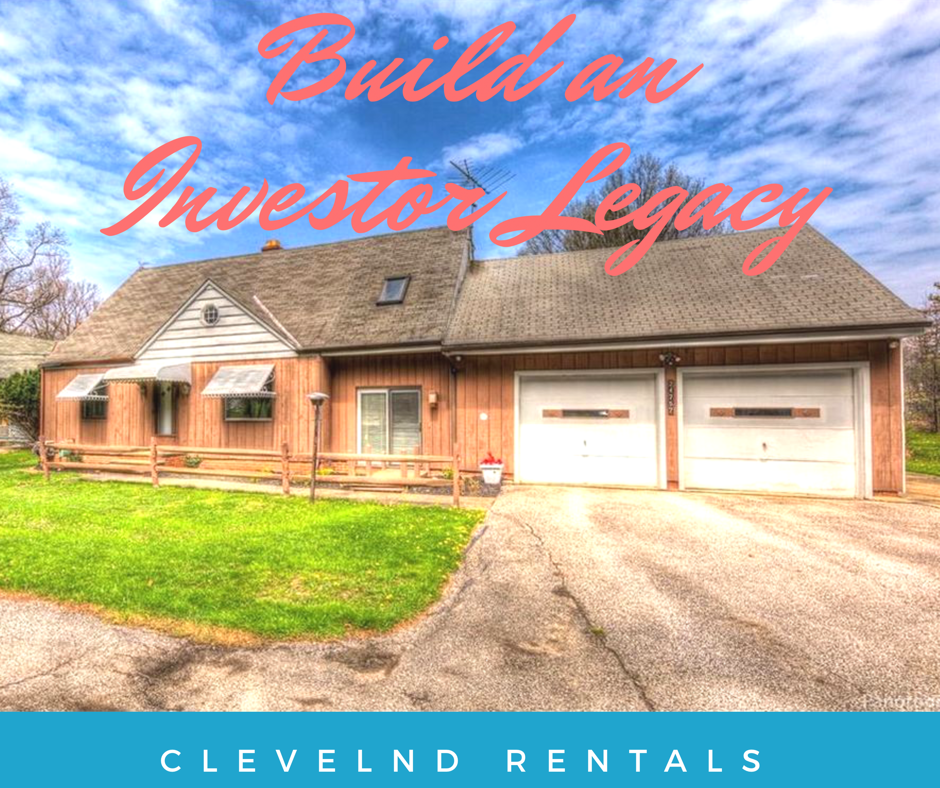 Build an
Investor Legacy
CLEVELND RENTALS